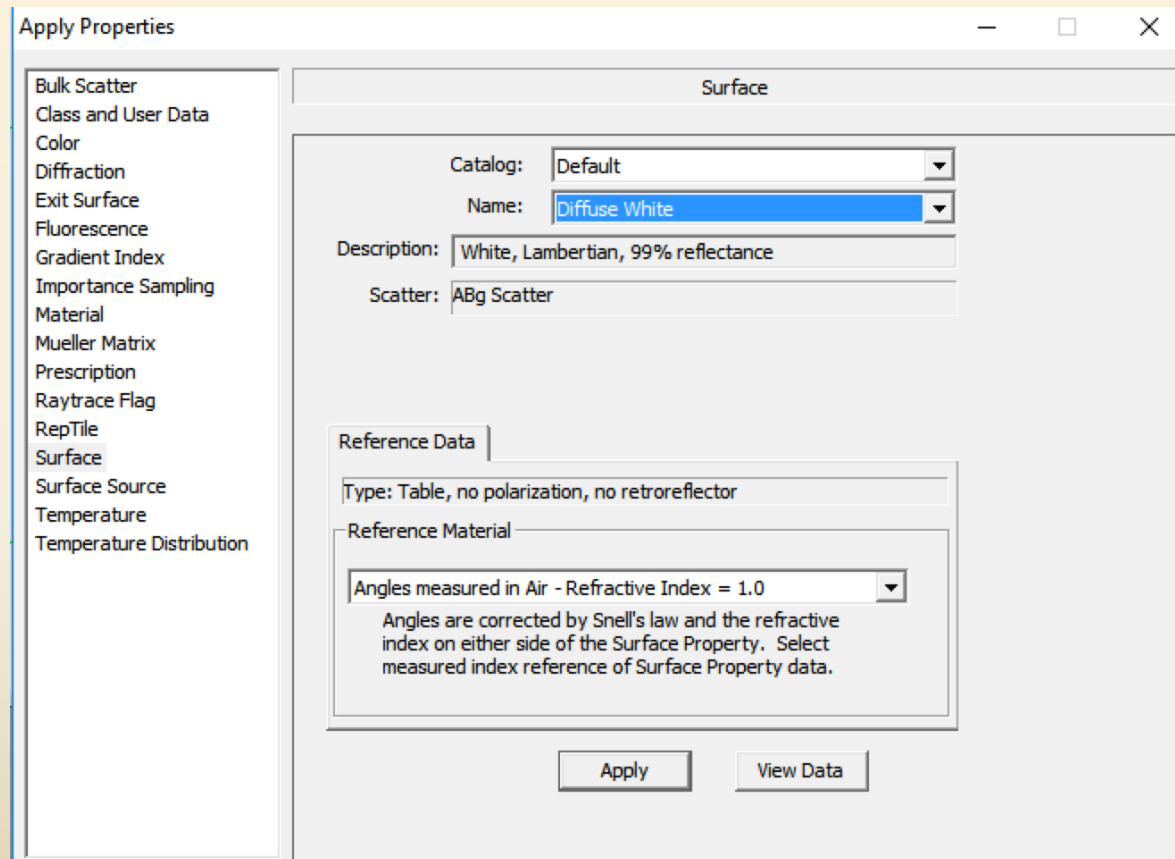 Apply Properties
Bulk Scatter
Class and User Data
Color
Diffraction
Exit Surface
Fluorescence
Gradient Index
Importance Sampling
Material
Mueller Matrix
Prescription
Raytrace Flag
RepTile
Surface
Surface Source
Temperature
Temperature Distribution
Surface
Catalog: Default
Name: Diffuse White
Description: White, Lambertian, 99% reflectance
Scatter: ABg Scatter
Reference Data
Type: Table, no polarization, no retroreflector
Reference Material
Angles measured in Air - Refractive Index = 1.0
Angles are corrected by Snell's law and the refractive
index on either side of the Surface Property. Select
measured index reference of Surface Property data.
Apply View Data